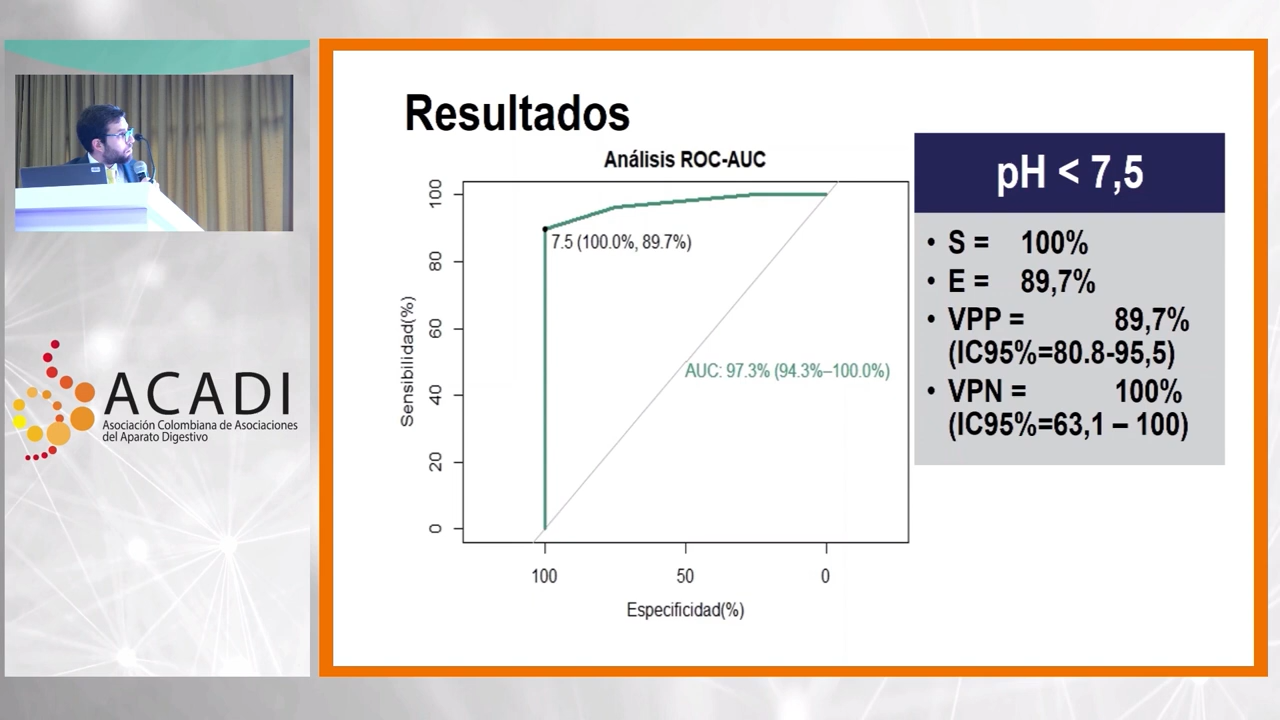 Resultados
Análisis ROC-AUC
100
80
60
40
20
0
Sensibilidad(%)
7.5 (100.0%, 89.7%)
AUC: 97.3% (94.3%–100.0%)
100
50
0
Especificidad(%)
pH < 7,5
• S = 100%
• E = 89,7%
• VPP = 89,7%
(IC95%=80.8-95,5)
• VPN = 100%
(IC95%=63,1 – 100)
ACADI
Asociación Colombiana de Asociaciones
del Aparato Digestivo